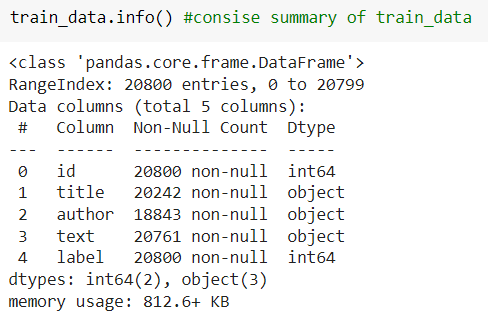 train_data.info() #consise summary of train_data
<class 'pandas.core.frame.DataFrame'>
RangeIndex: 20800 entries, 0 to 20799
Data columns (total 5 columns):
 #   Column  Non-Null Count  Dtype
---  ------  --------------  -----
 0   id      20800 non-null  int64
 1   title   20242 non-null  object
 2   author  18843 non-null  object
 3   text    20761 non-null  object
 4   label   20800 non-null  int64
dtypes: int64(2), object(3)
memory usage: 812.6+ KB